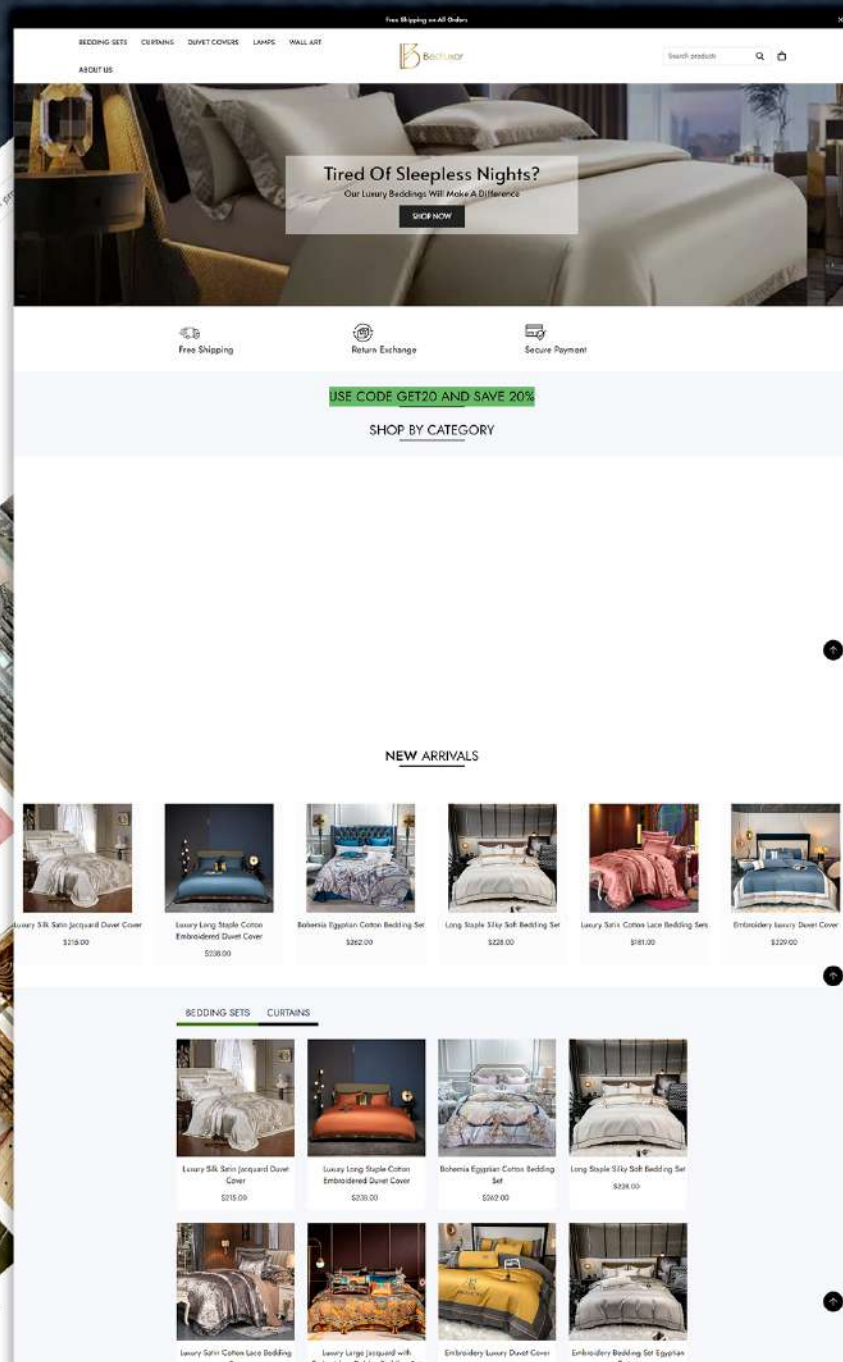 Free Shipping on All Orders
BEDDING SETS CURTAINS DUVET COVERS LAMPS WALL ART
ABOUT US
Bedluxor
Search products
Tired Of Sleepless Nights?
Our Luxury Beddings Will Make A Difference
SHOP NOW
Free Shipping Return Exchange Secure Payment
USE CODE GET20 AND SAVE 20%
SHOP BY CATEGORY
NEW ARRIVALS
Luxury Silk Satin Jacquard Duvet Cover
$215.00
Luxury Long Staple Cotton
Embroidered Duvet Cover
$238.00
Bohemia Egyptian Cotton Bedding Set
$262.00
Long Staple Silky Soft Bedding Set
$228.00
Luxury Satin Cotton Lace Bedding Sets
$181.00
Embroidery Luxury Duvet Cover
$229.00
BEDDING SETS CURTAINS
Luxury Silk Satin Jacquard Duvet
Cover
$215.00
Luxury Long Staple Cotton
Embroidered Duvet Cover
$238.00
Bohemia Egyptian Cotton Bedding
Set
$262.00
Long Staple Silky Soft Bedding Set
$228.00
Luxury Satin Cotton Lace Bedding
Luxury Large Jacquard with
Embroidery Luxury Duvet Cover
Embroidery Bedding Set Egyptian